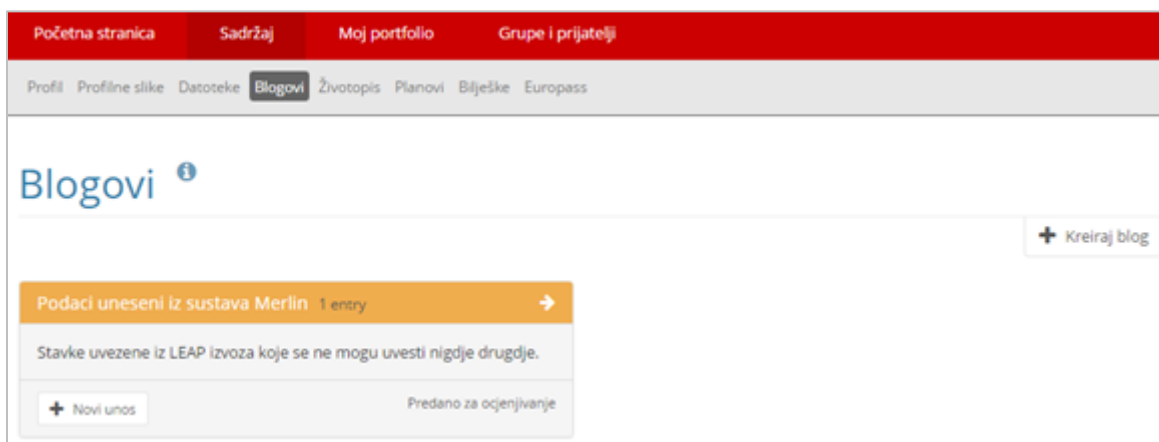 Početna stranica Sadržaj Moj portfolio Grupe i prijatelji
Profil Profilne slike Datoteke Blogovi Životopis Planovi Bilješke Europass
Blogovi
Kreiraj blog
Podaci uneseni iz sustava Merlin 1 entry
Stavke uvezene iz LEAP izvoza koje se ne mogu uvesti nigdje drugdje.
Novi unos Predano za ocjenjivanje